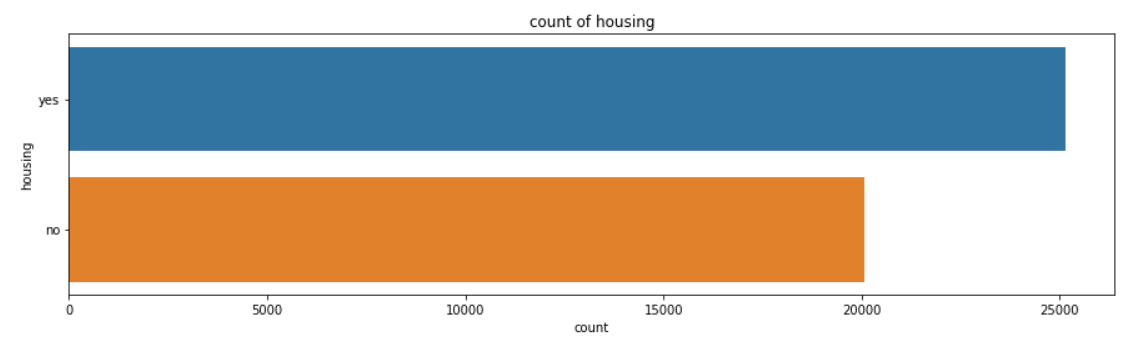 count of housing
yes
housing
no
0 5000 10000 15000 20000 25000
count